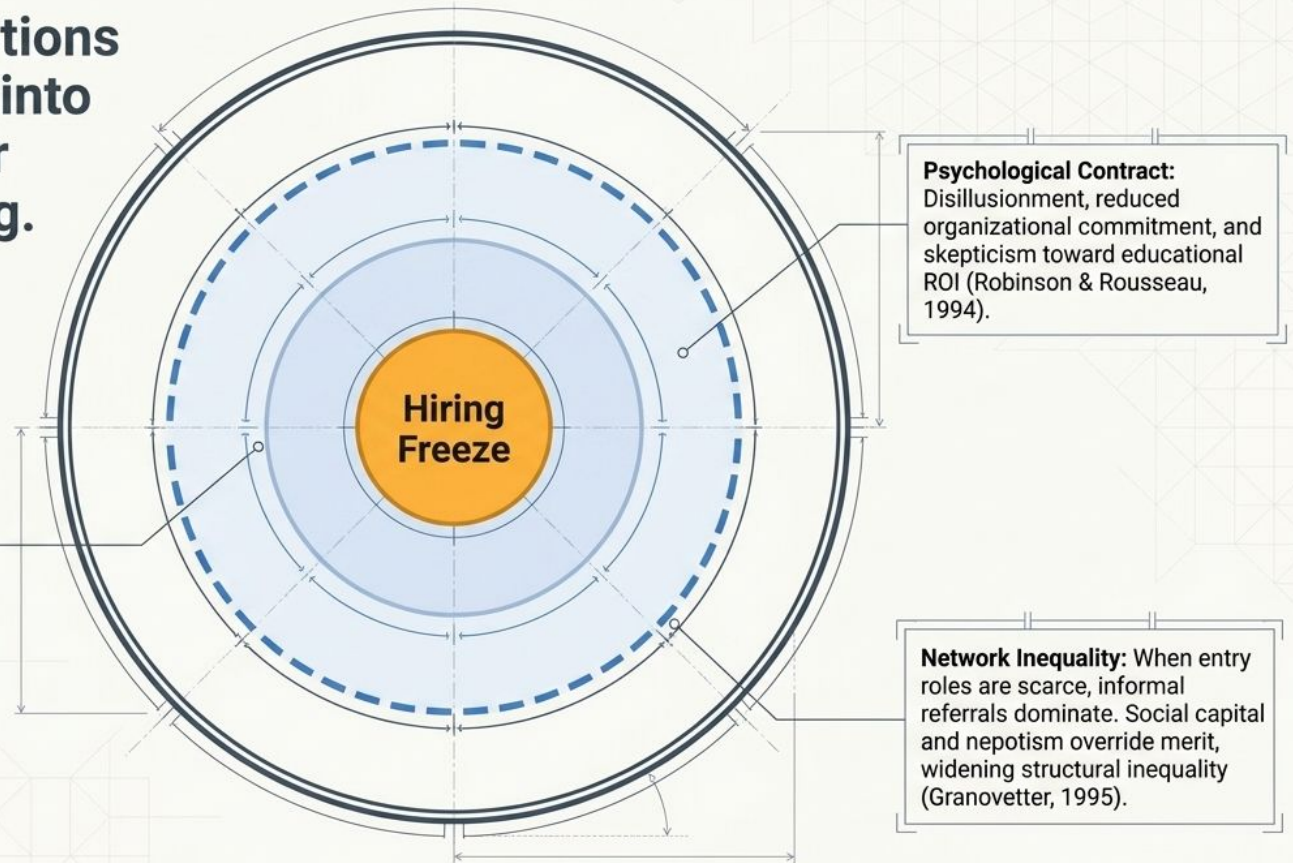 tions
into
r
g.
Hiring
Freeze
Psychological Contract:
Disillusionment, reduced
organizational commitment, and
skepticism toward educational
ROI (Robinson & Rousseau,
1994).
Network Inequality: When entry
roles are scarce, informal
referrals dominate. Social capital
and nepotism override merit,
widening structural inequality
(Granovetter, 1995).